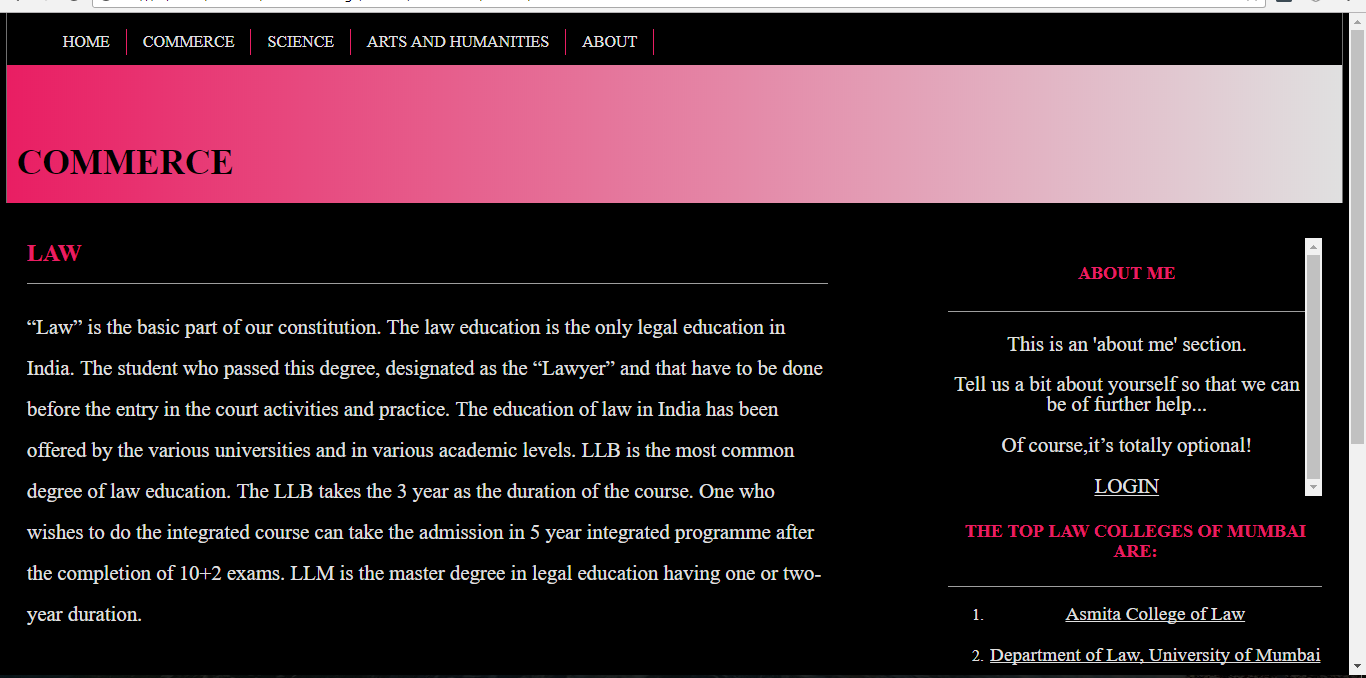 HOME COMMERCE SCIENCE ARTS AND HUMANITIES ABOUT
COMMERCE
LAW
“Law” is the basic part of our constitution. The law education is the only legal education in
India. The student who passed this degree, designated as the “Lawyer” and that have to be done
before the entry in the court activities and practice. The education of law in India has been
offered by the various universities and in various academic levels. LLB is the most common
degree of law education. The LLB takes the 3 year as the duration of the course. One who
wishes to do the integrated course can take the admission in 5 year integrated programme after
the completion of 10+2 exams. LLM is the master degree in legal education having one or two-
year duration.
ABOUT ME
This is an 'about me' section.
Tell us a bit about yourself so that we can
be of further help...
Of course,it’s totally optional!
LOGIN
THE TOP LAW COLLEGES OF MUMBAI
ARE:
1. Asmita College of Law
2. Department of Law, University of Mumbai